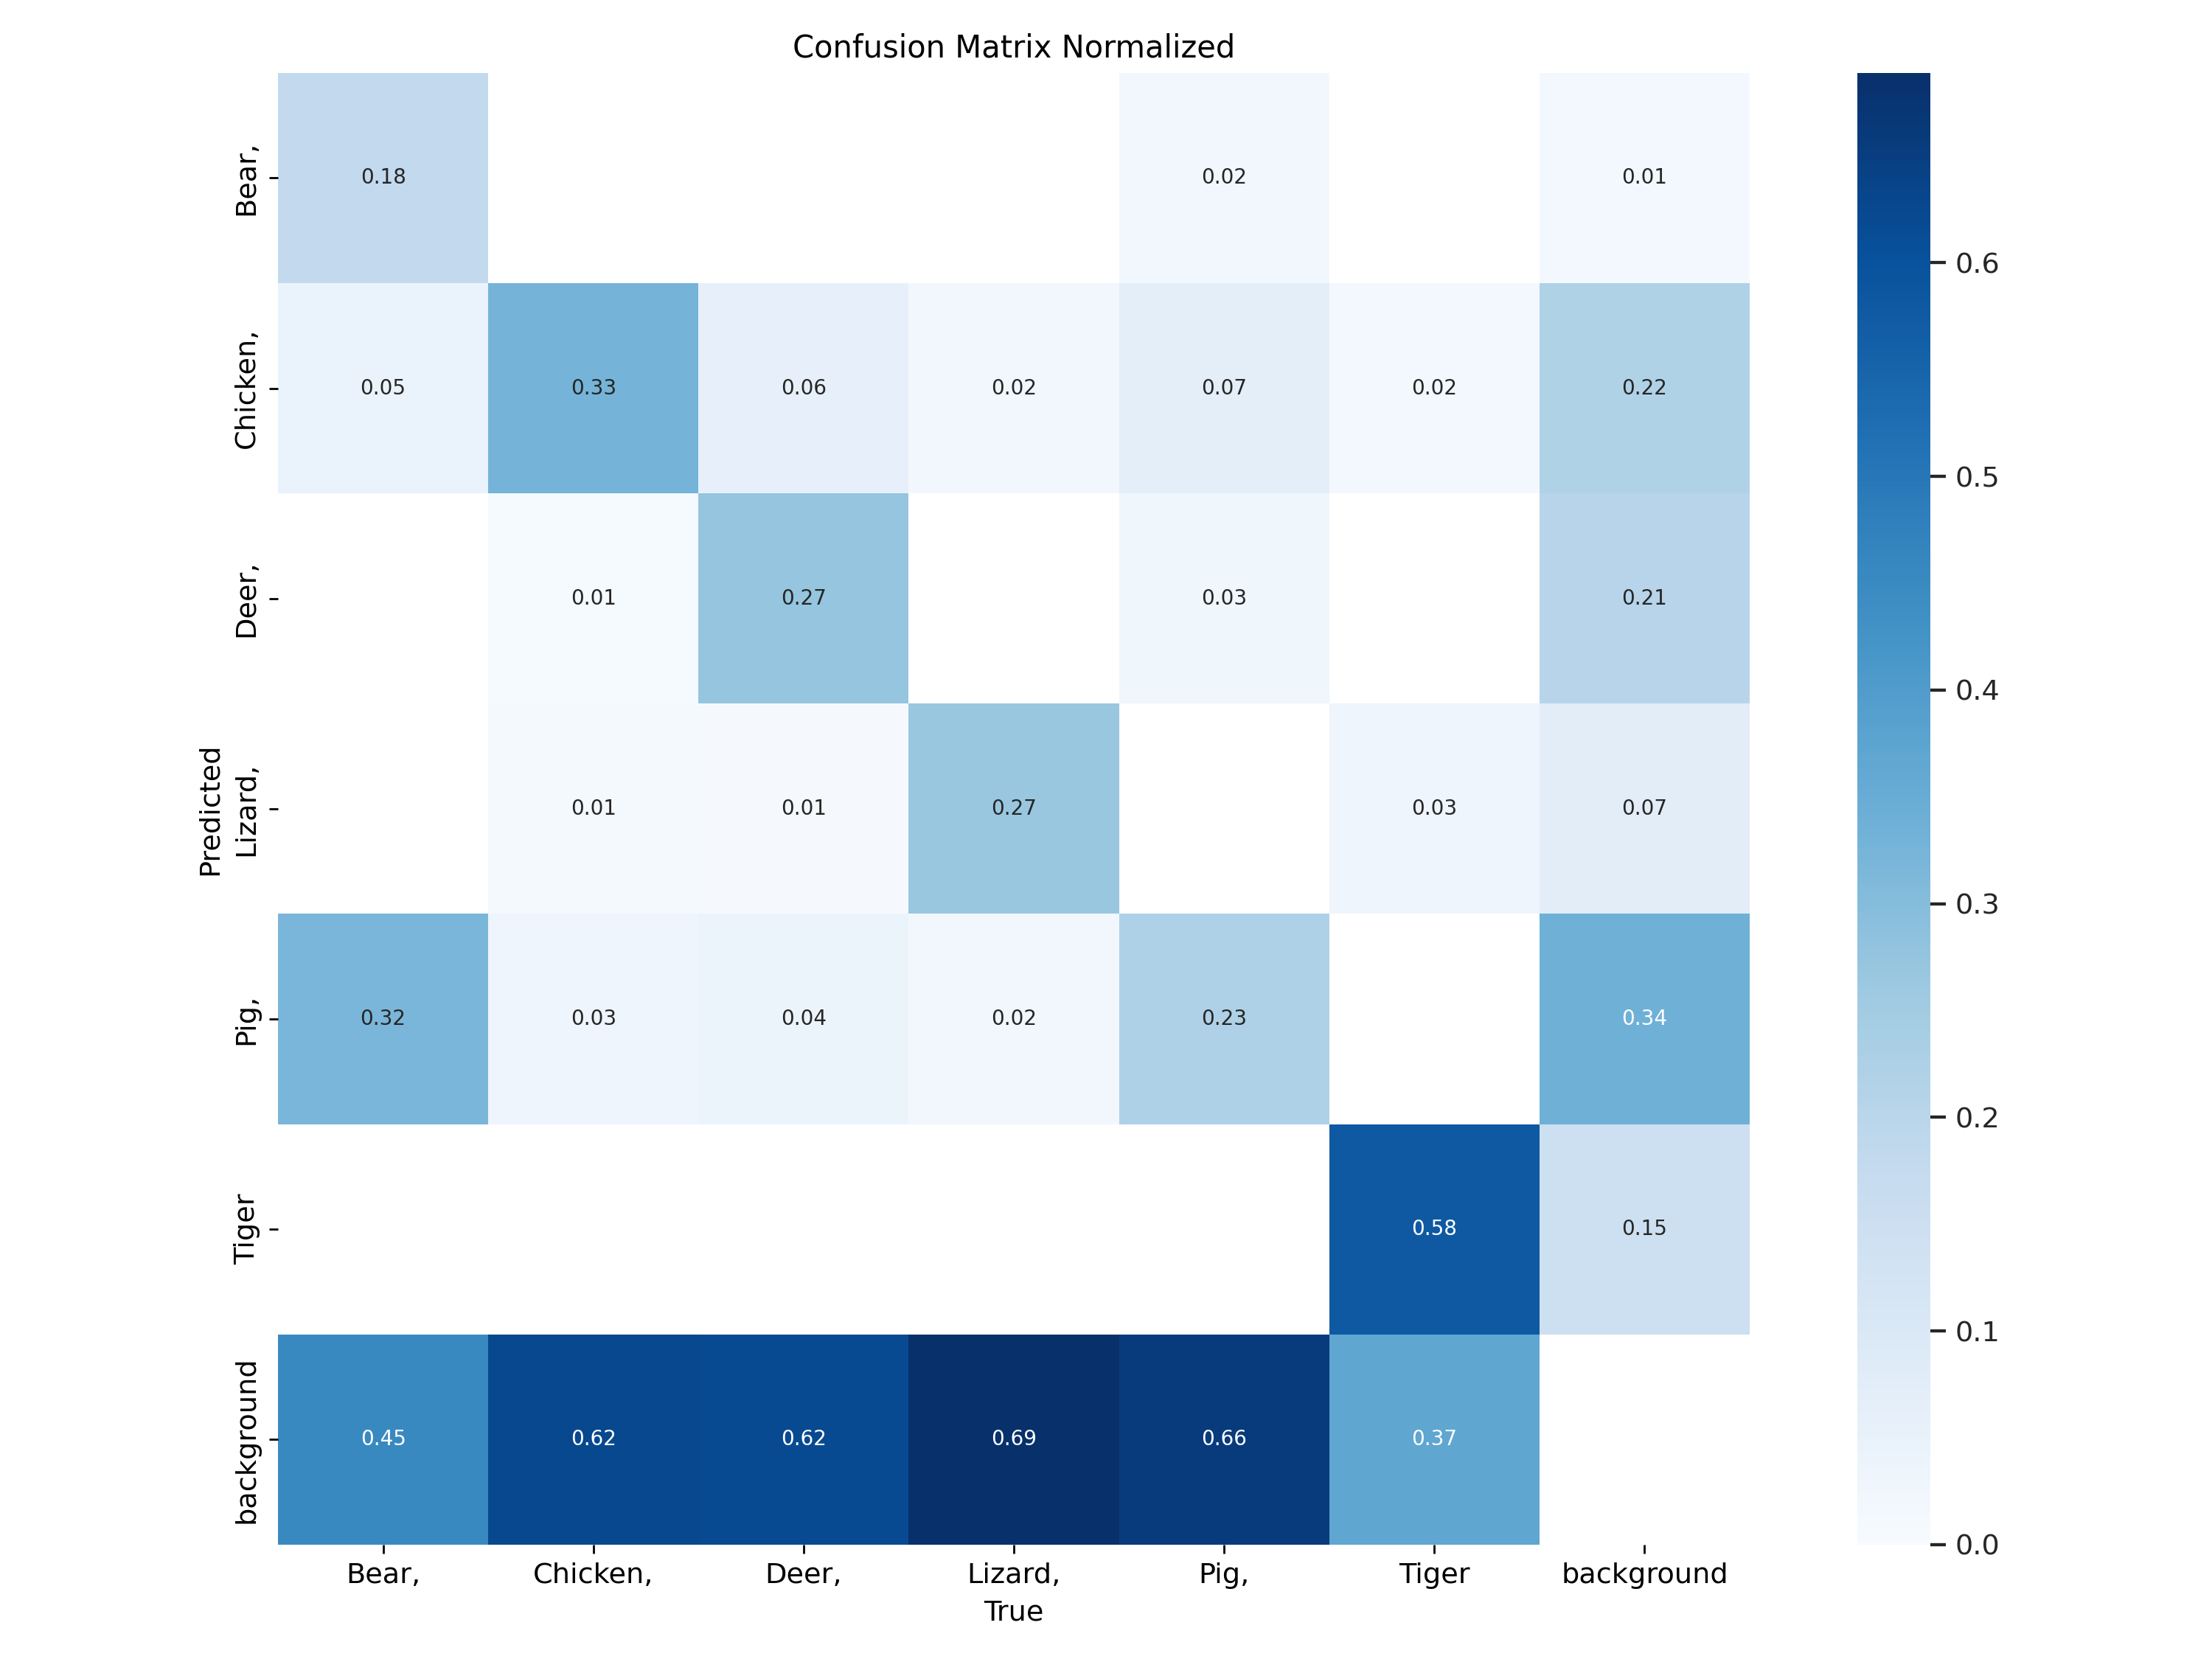 Confusion Matrix Normalized
Bear,
0.18
0.02
0.01
0.6
Chicken,
0.05
0.33
0.06
0.02
0.07
0.02
0.22
0.5
Deer,
0.01
0.27
0.03
0.21
0.4
Predicted
Lizard,
0.01
0.01
0.27
0.03
0.07
0.3
Pig,
0.32
0.03
0.04
0.02
0.23
0.34
0.2
Tiger
0.58
0.15
0.1
background
0.45
0.62
0.62
0.69
0.66
0.37
0.0
Bear,
Chicken,
Deer,
Lizard,
Pig,
Tiger
background
True